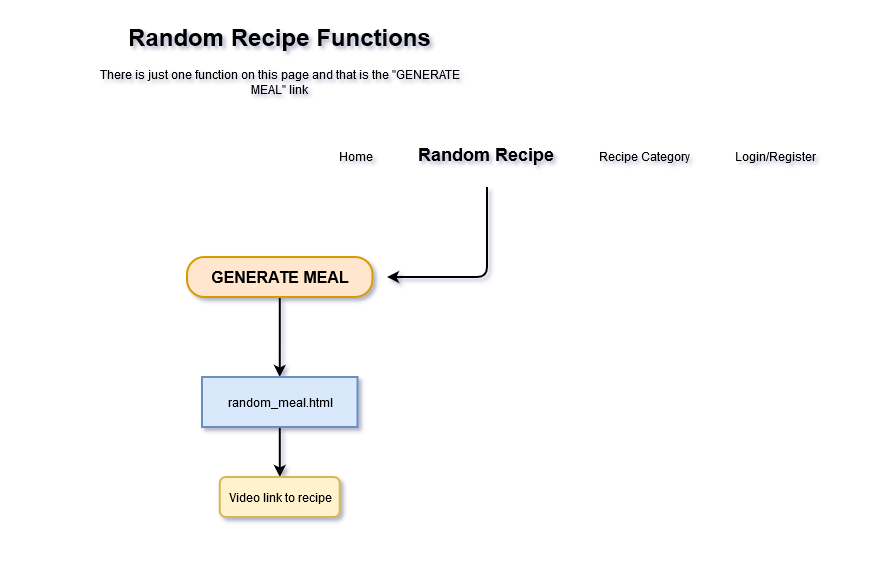 Random Recipe Functions
There is just one function on this page and that is the "GENERATE
MEAL" link
Home Random Recipe Recipe Category Login/Register
GENERATE MEAL
random_meal.html
Video link to recipe